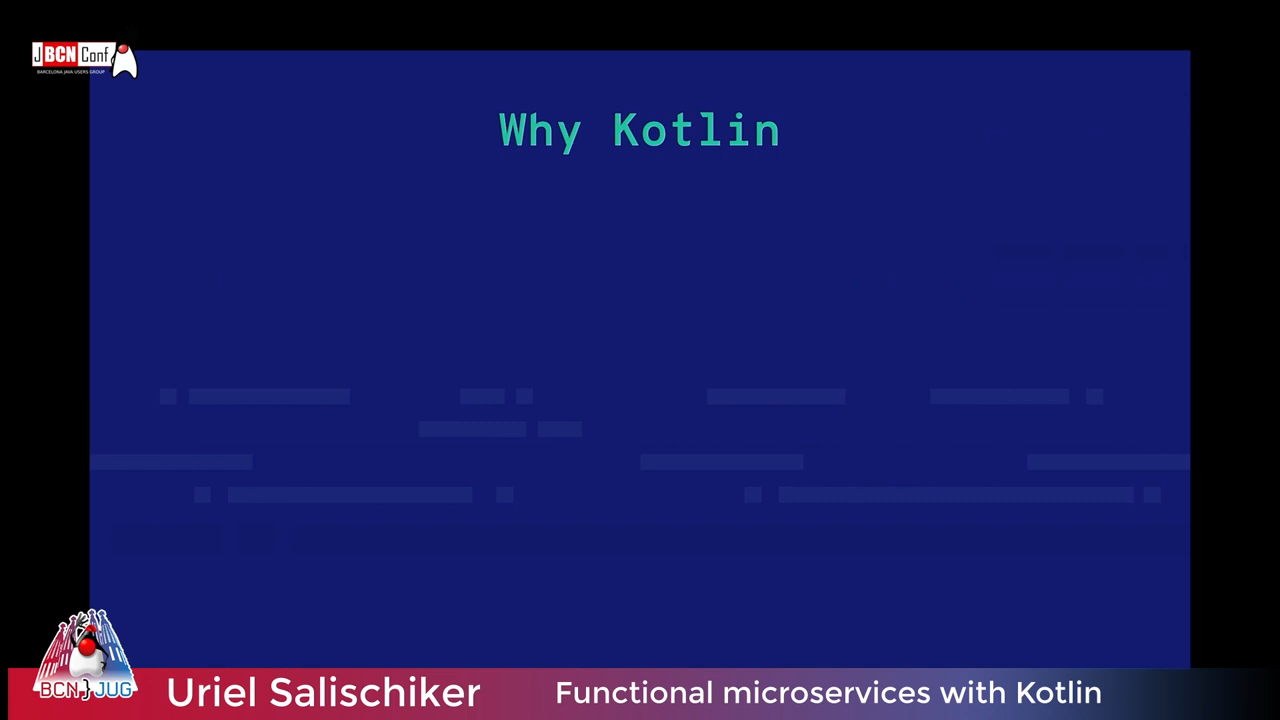 JBCNConf
BARCELONA JAVA USERS GROUP
Why Kotlin
BCN JUG
Uriel Salischiker
Functional microservices with Kotlin